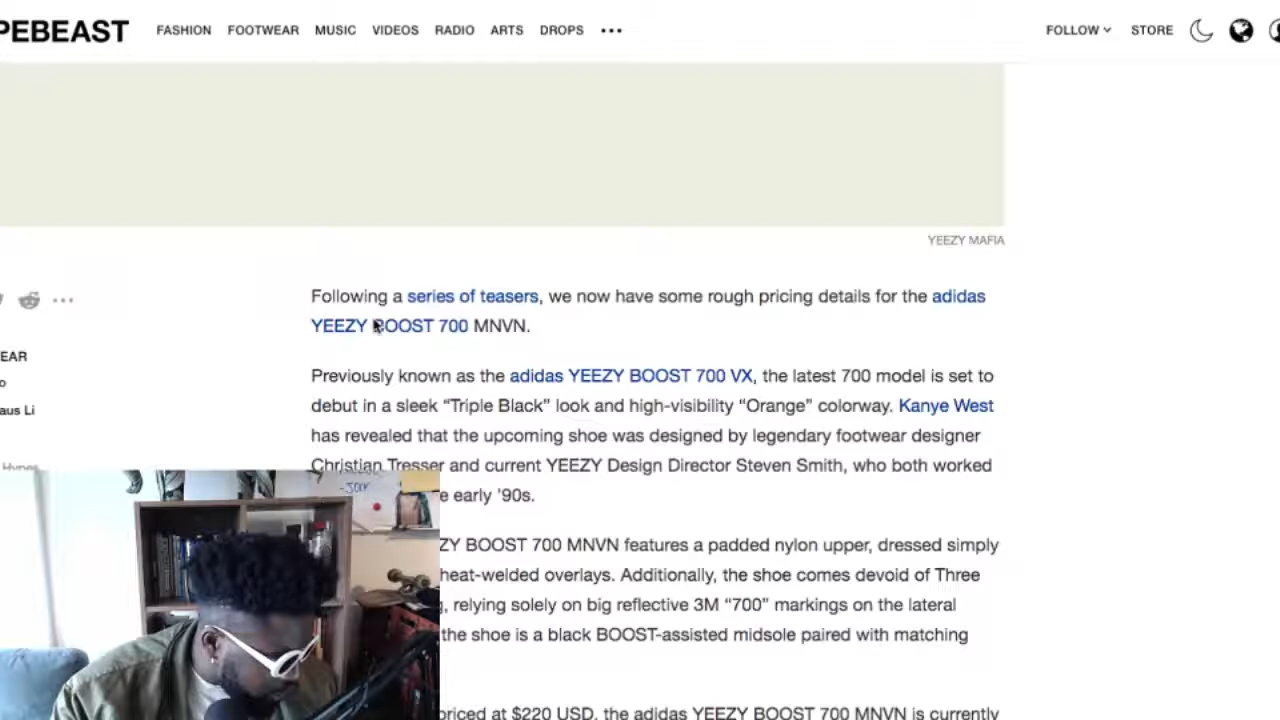 PEBEAST FASHION FOOTWEAR MUSIC VIDEOS RADIO ARTS DROPS ••• FOLLOW STORE
YEEZY MAFIA
Following a series of teasers, we now have some rough pricing details for the adidas
YEEZY BOOST 700 MNVN.
EAR
Previously known as the adidas YEEZY BOOST 700 VX, the latest 700 model is set to
o
debut in a sleek “Triple Black” look and high-visibility “Orange” colorway. Kanye West
aus Li
has revealed that the upcoming shoe was designed by legendary footwear designer
Christian Tresser and current YEEZY Design Director Steven Smith, who both worked
Hypes
e early ’90s.
ZY BOOST 700 MNVN features a padded nylon upper, dressed simply
heat-welded overlays. Additionally, the shoe comes devoid of Three
g, relying solely on big reflective 3M “700” markings on the lateral
the shoe is a black BOOST-assisted midsole paired with matching
priced at $220 USD, the adidas YEEZY BOOST 700 MNVN is currently